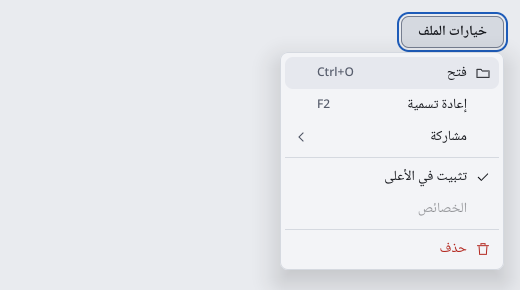 خيارات الملف
فتح Ctrl+O
إعادة تسمية F2
مشاركة
تثبيت في الأعلى
الخصائص
حذف